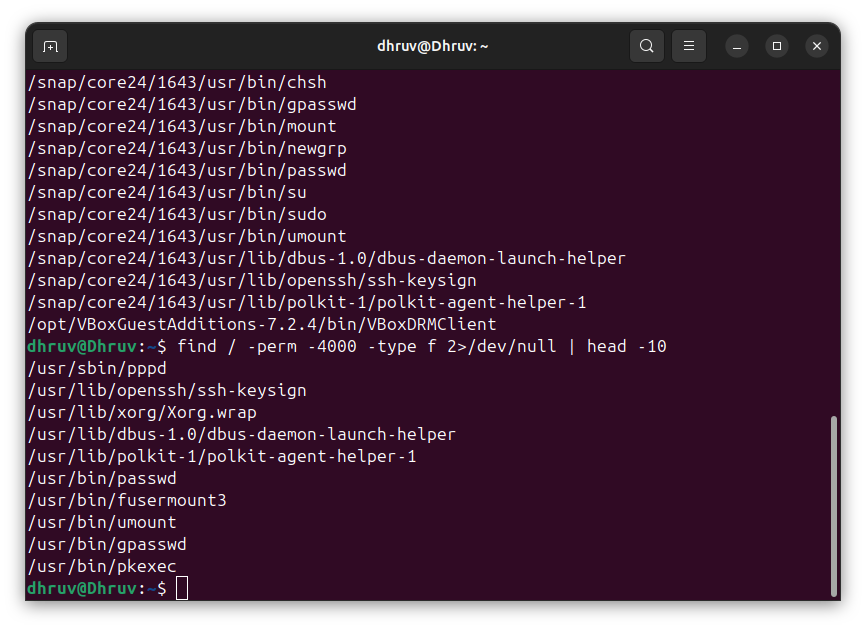 dhruv@Dhruv: ~
/snap/core24/1643/usr/bin/chsh
/snap/core24/1643/usr/bin/gpasswd
/snap/core24/1643/usr/bin/mount
/snap/core24/1643/usr/bin/newgrp
/snap/core24/1643/usr/bin/passwd
/snap/core24/1643/usr/bin/su
/snap/core24/1643/usr/bin/sudo
/snap/core24/1643/usr/bin/umount
/snap/core24/1643/usr/lib/dbus-1.0/dbus-daemon-launch-helper
/snap/core24/1643/usr/lib/openssh/ssh-keysign
/snap/core24/1643/usr/lib/polkit-1/polkit-agent-helper-1
/opt/VBoxGuestAdditions-7.2.4/bin/VBoxDRMClient
dhruv@Dhruv:~$ find / -perm -4000 -type f 2>/dev/null | head -10
/usr/sbin/pppd
/usr/lib/openssh/ssh-keysign
/usr/lib/xorg/Xorg.wrap
/usr/lib/dbus-1.0/dbus-daemon-launch-helper
/usr/lib/polkit-1/polkit-agent-helper-1
/usr/bin/passwd
/usr/bin/fusermount3
/usr/bin/umount
/usr/bin/gpasswd
/usr/bin/pkexec
dhruv@Dhruv:~$